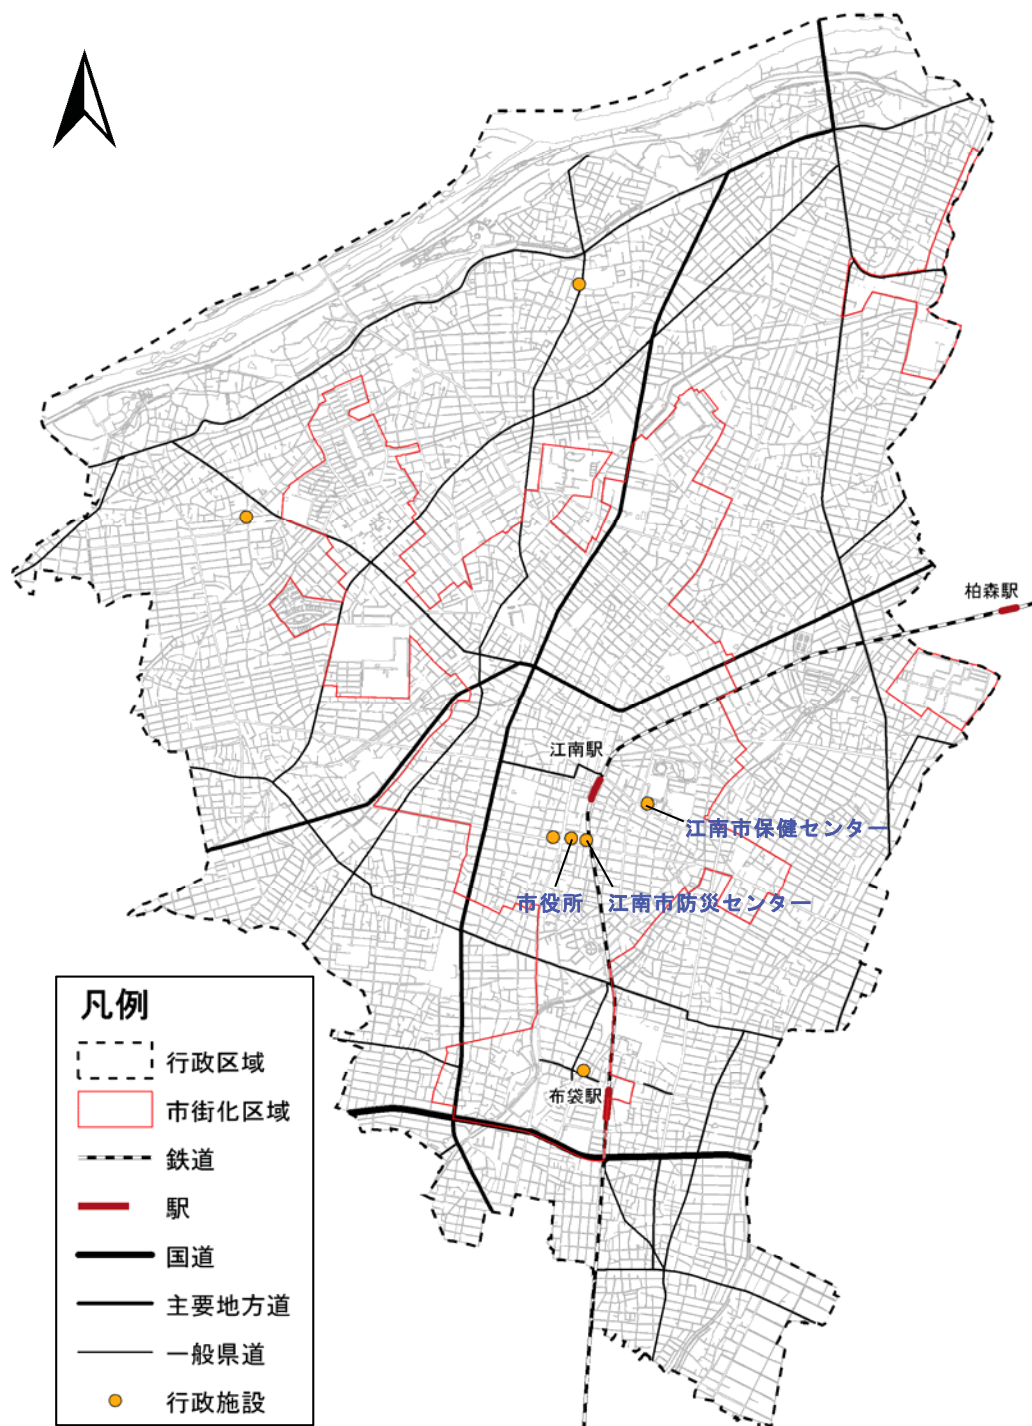 柏森駅
江南駅
江南市保健センター
市役所
江南市防災センター
布袋駅
凡例
行政区域
市街化区域
鉄道
駅
国道
主要地方道
一般県道
行政施設